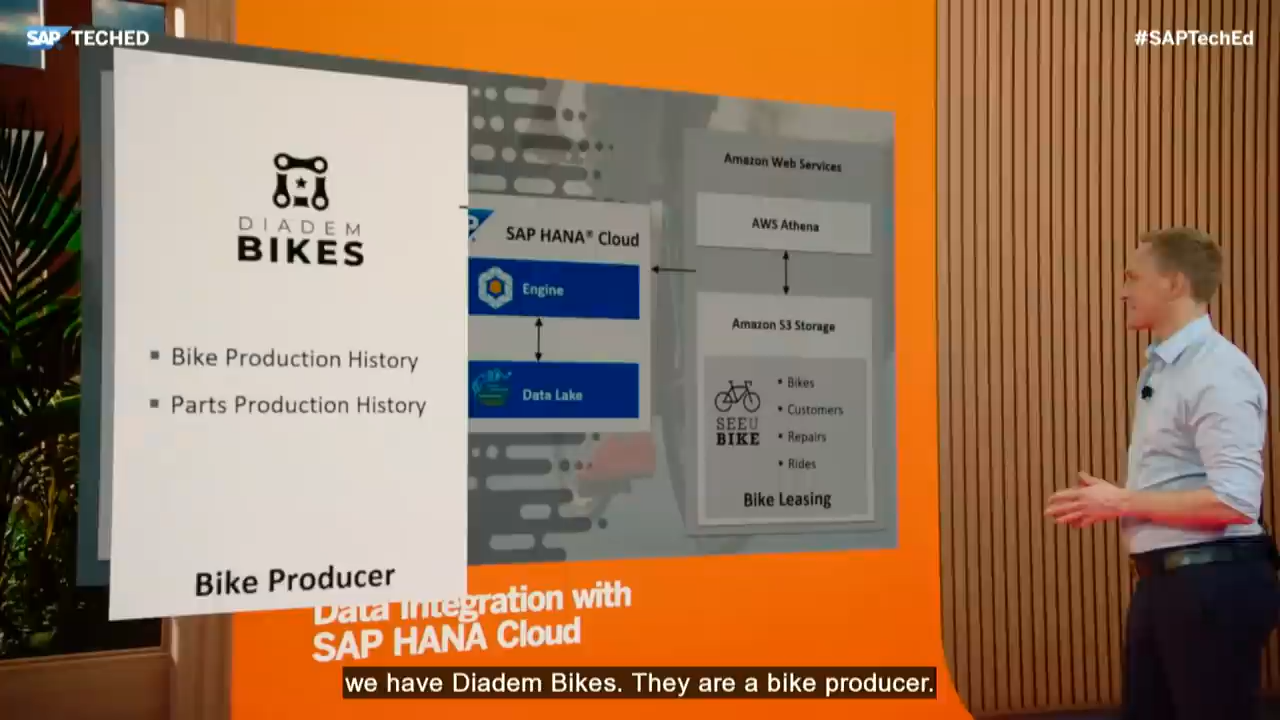 SAP TECHED
#SAPTechEd
DIADEM
BIKES
▪ Bike Production History
▪ Parts Production History
Bike Producer
SAP HANA® Cloud
Engine
Data Lake
Amazon Web Services
AWS Athena
Amazon S3 Storage
SEEU
BIKE
• Bikes
• Customers
• Repairs
• Rides
Bike Leasing
Data Integration with
SAP HANA Cloud
we have Diadem Bikes. They are a bike producer.